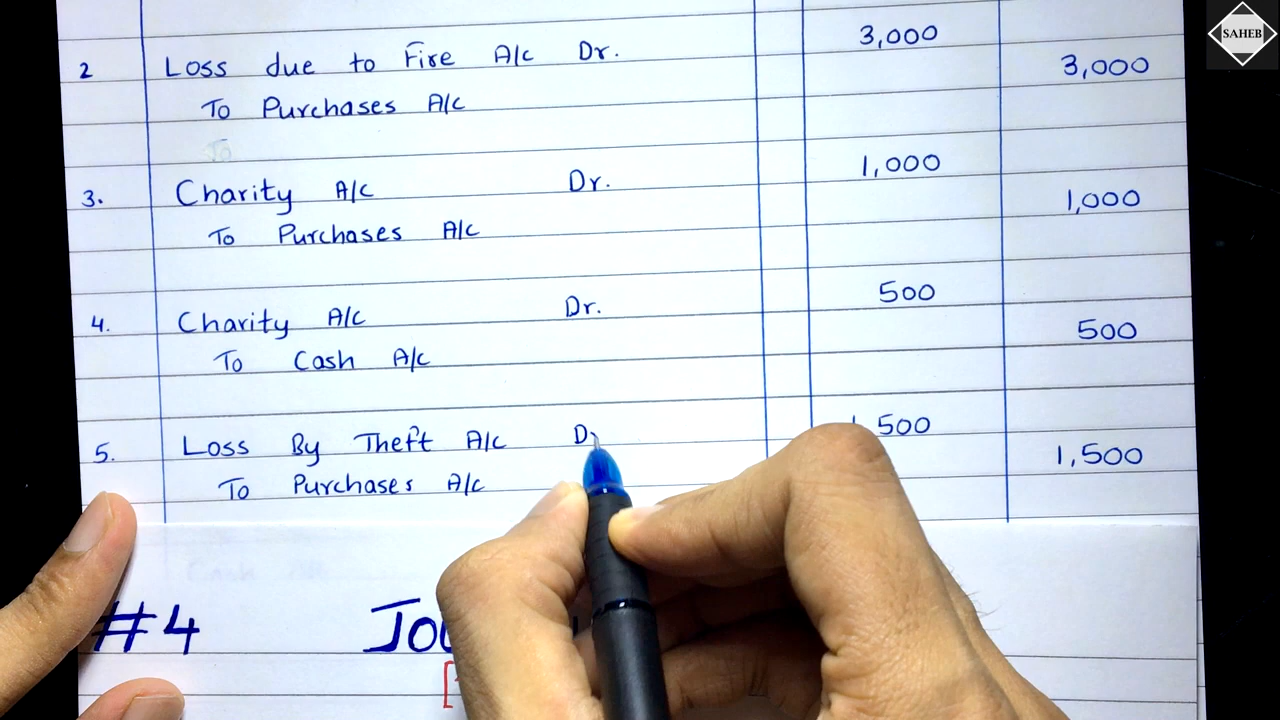 SAHEB
2 Loss due to Fire A/c Dr. 3,000
To Purchases A/c 3,000
To
3. Charity A/c Dr. 1,000
To Purchases A/c 1,000
4. Charity A/c Dr. 500
To Cash A/c 500
5. Loss By Theft A/c Dr 500
To Purchases A/c 1,500
#4